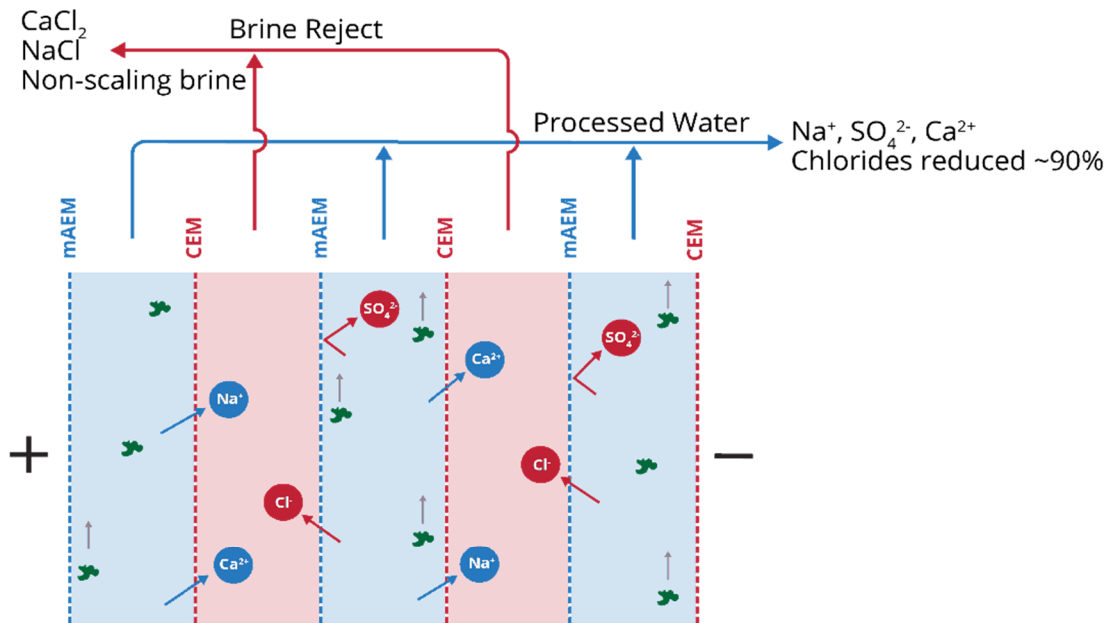 CaCl₂
NaCl
Non-scaling brine
Brine Reject
Processed Water
Na⁺, SO₄²⁻, Ca²⁺
Chlorides reduced ~90%
mAEM
CEM
mAEM
CEM
mAEM
CEM
SO₄²⁻
SO₄²⁻
Ca²⁺
Na⁺
Cl⁻
Cl⁻
Ca²⁺
Na⁺
+
−